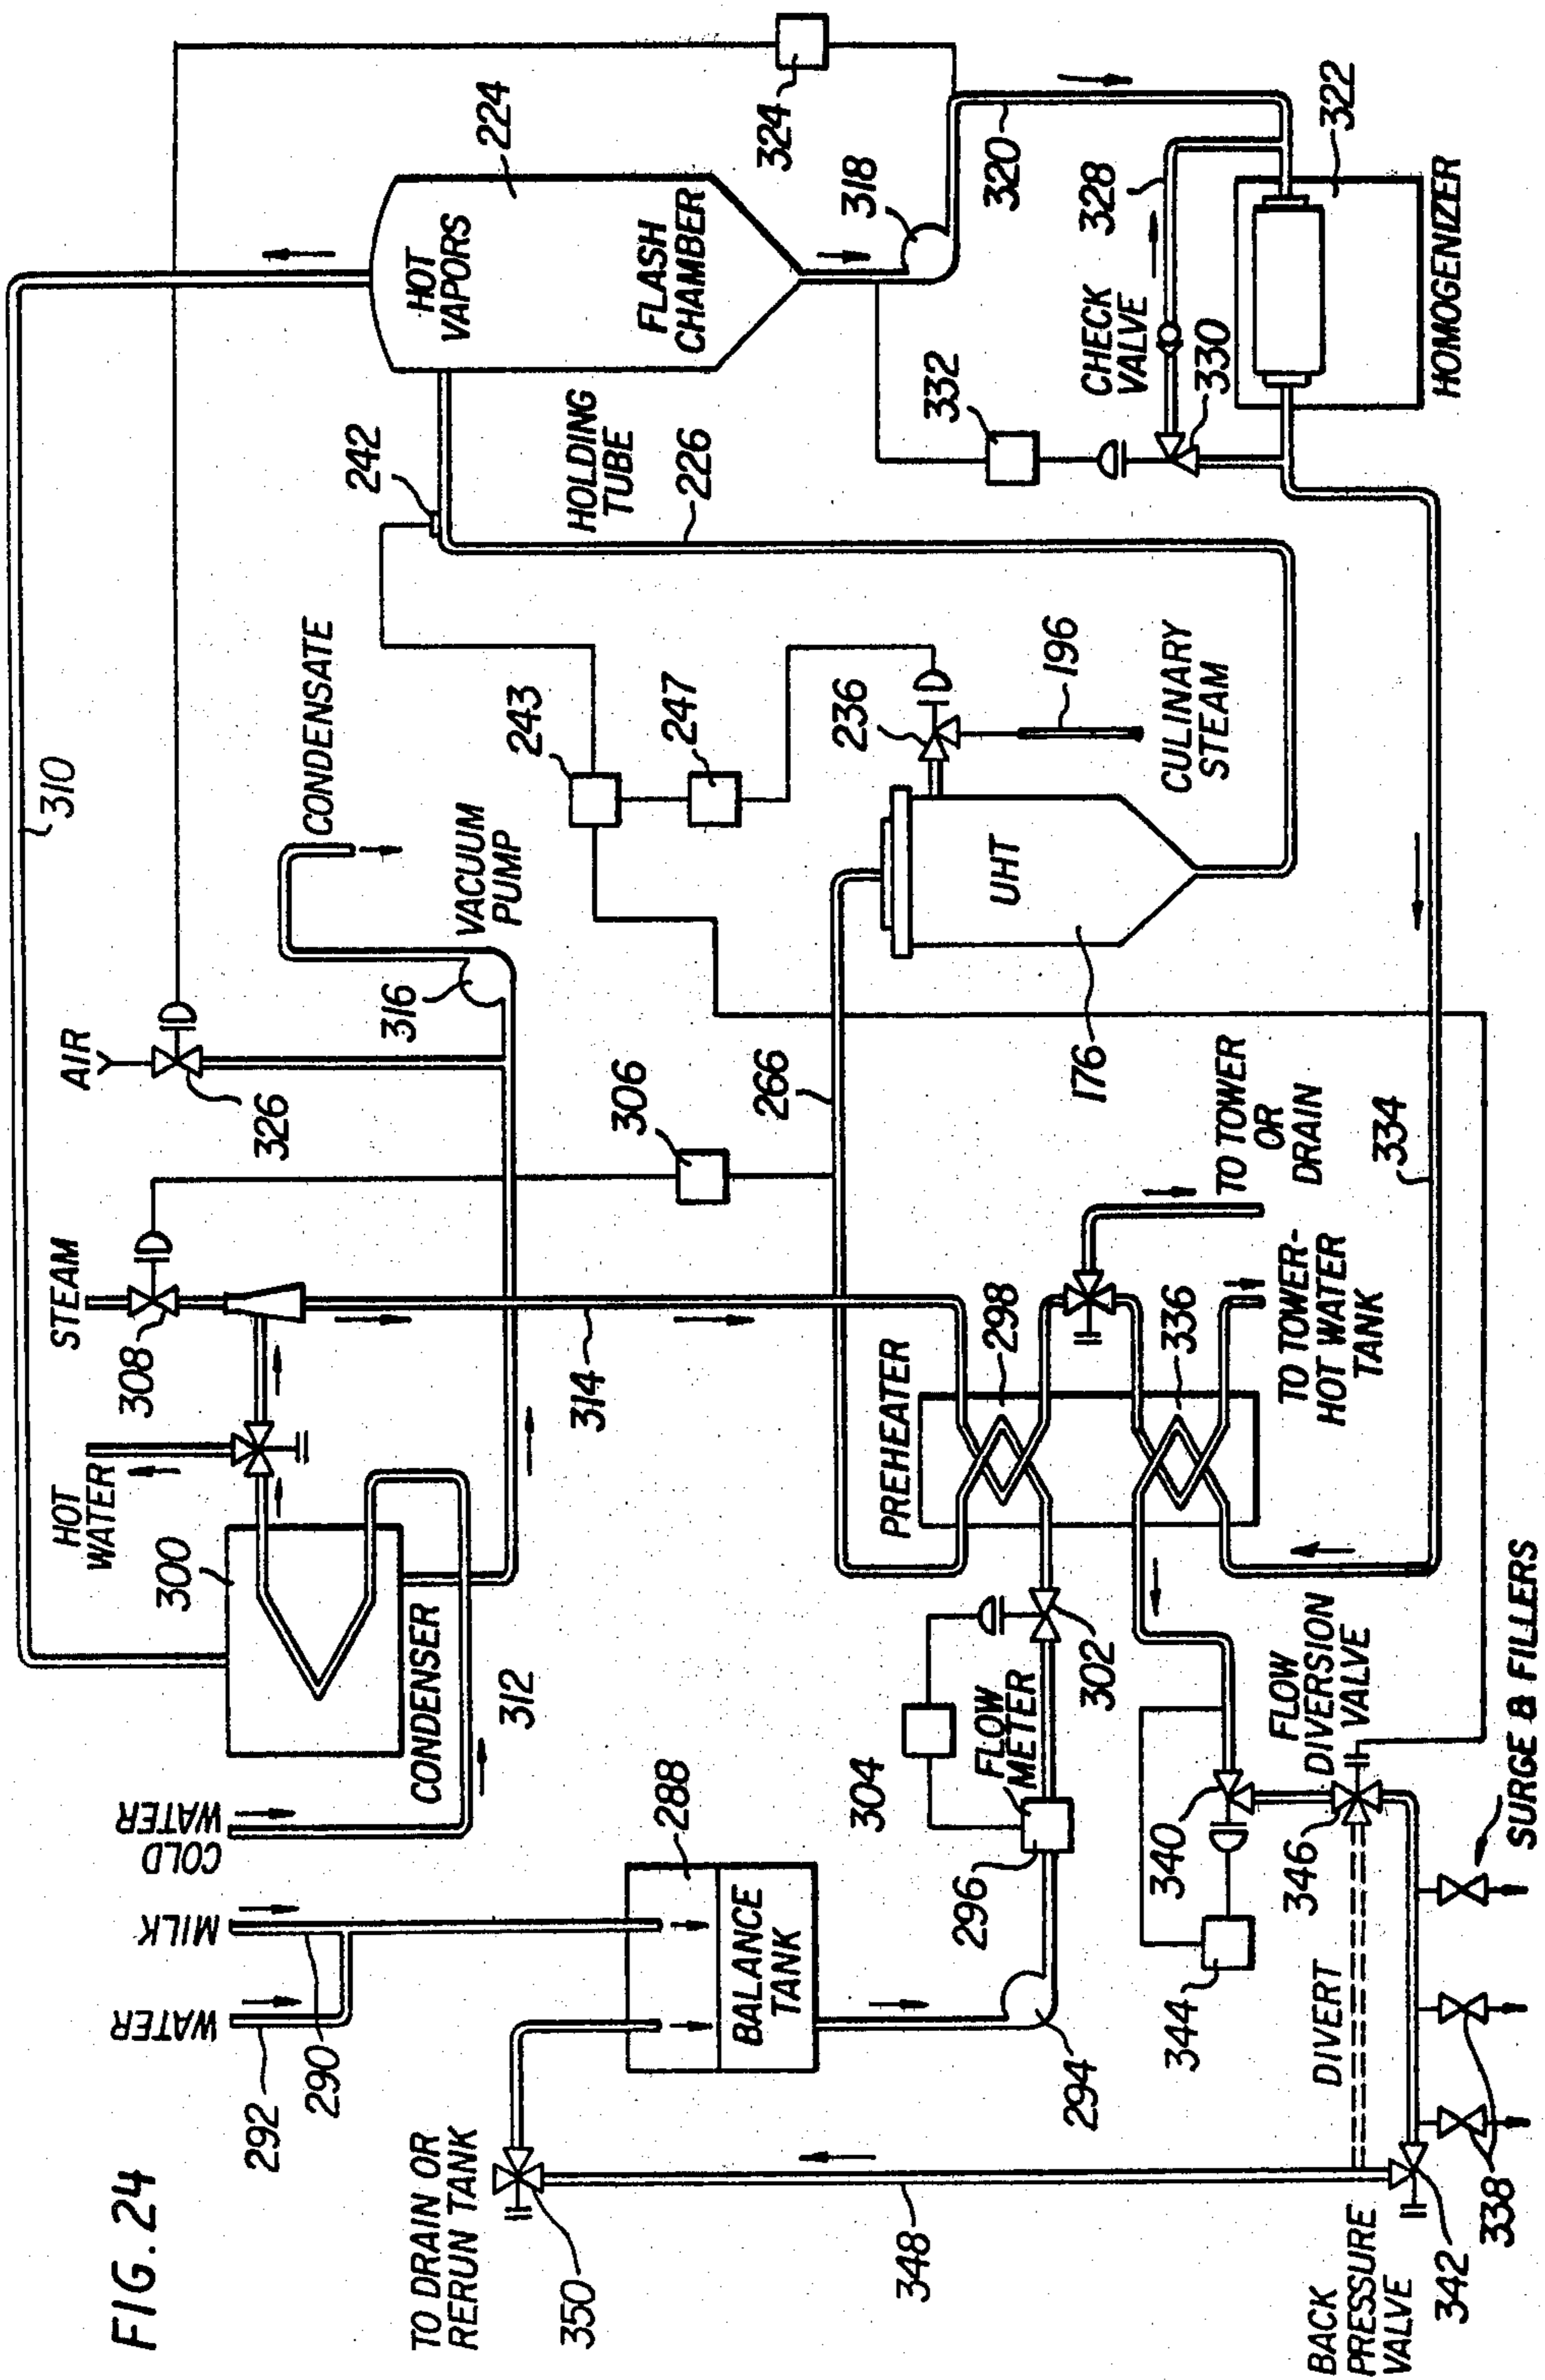 FIG. 24
292
WATER
290
MILK
COLD
WATER
300
HOT
WATER
308
STEAM
326
AIR
310
TO DRAIN OR
RERUN TANK
350
288
BALANCE
TANK
CONDENSER
312
314
306
316
VACUUM
PUMP
CONDENSATE
243
247
242
HOLDING
TUBE
226
HOT
VAPORS
224
FLASH
CHAMBER
324
318
320
348
294
296
304
FLOW
METER
302
PREHEATER
298
336
266
176
UHT
236
196
CULINARY
STEAM
332
CHECK
VALVE
328
330
322
HOMOGENIZER
TO TOWER
OR
DRAIN
TO TOWER-
HOT WATER
TANK
334
344
340
346
DIVERT
FLOW
DIVERSION
VALVE
BACK
PRESSURE
VALVE
342
338
SURGE & FILLERS